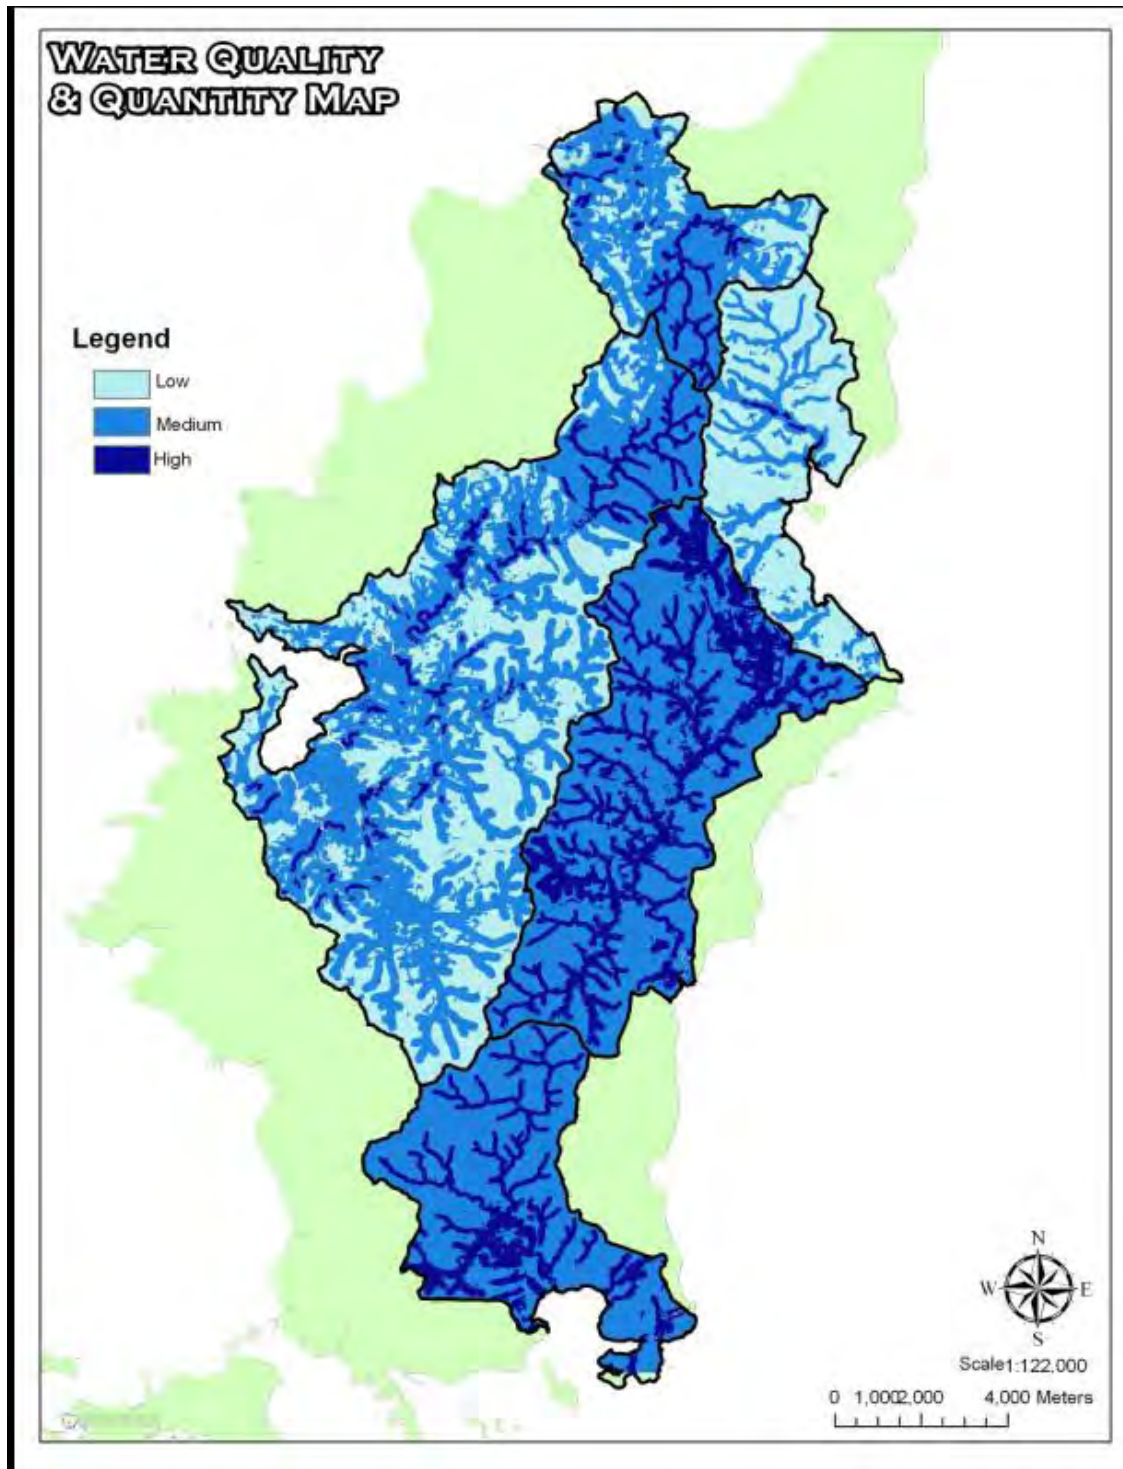 WATER QUALITY
& QUANTITY MAP
Legend
Low
Medium
High
N
W E
S
Scale1:122,000
0 1,0002,000 4,000 Meters